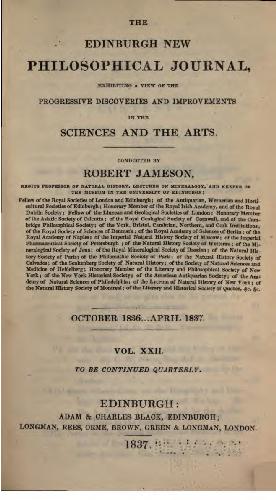 THE
EDINBURGH NEW
PHILOSOPHICAL JOURNAL,
EXHIBITING A VIEW OF THE
PROGRESSIVE DISCOVERIES AND IMPROVEMENTS
IN THE
SCIENCES AND THE ARTS.
CONDUCTED BY
ROBERT JAMESON,
REGIUS PROFESSOR OF NATURAL HISTORY, LECTURER ON MINERALOGY, AND KEEPER OF
THE MUSEUM IN THE UNIVERSITY OF EDINBURGH;
Fellow of the Royal Societies of London and Edinburgh; of the Antiquarian, Wernerian and Horti-
cultural Societies of Edinburgh; Honorary Member of the Royal Irish Academy, and of the Royal
Dublin Society; Fellow of the Linnean and Geological Societies of London; Honorary Member
of the Asiatic Society of Calcutta; of the Royal Geological Society of Cornwall, and of the Cam-
bridge Philosophical Society; of the York, Bristol, Cambrian, Northern, and Cork Institutions;
of the Royal Society of Sciences of Denmark; of the Royal Academy of Sciences of Berlin; of the
Royal Academy of Naples; of the Imperial Natural History Society of Moscow; of the Imperial
Pharmaceutical Society of Petersburgh; of the Natural History Society of Wetterau; of the Mi-
neralogical Society of Jena; of the Royal Mineralogical Society of Dresden; of the Natural His-
tory Society of Paris; of the Philomathic Society of Paris; of the Natural History Society of
Calvados; of the Senkenberg Society of Natural History; of the Society of Natural Sciences and
Medicine of Heidelberg; Honorary Member of the Literary and Philosophical Society of New
York; of the New York Historical Society; of the American Antiquarian Society; of the Aca-
demy of Natural Sciences of Philadelphia; of the Lyceum of Natural History of New York; of
the Natural History Society of Montreal; of the Literary and Historical Society of Quebec, &c. &c.
OCTOBER 1836...APRIL 1837.
VOL. XXII.
TO BE CONTINUED QUARTERLY.
EDINBURGH:
ADAM & CHARLES BLACK, EDINBURGH;
LONGMAN, REES, ORME, BROWN, GREEN & LONGMAN, LONDON.
1837.